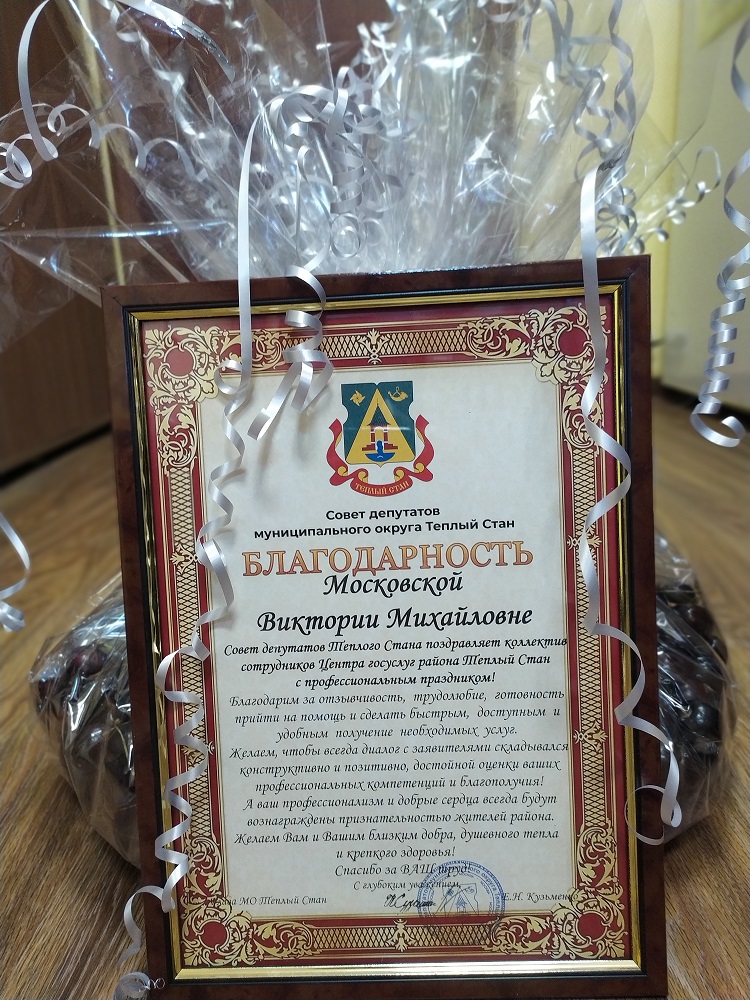 ТЕПЛЫЙ СТАН
Совет депутатов
муниципального округа Теплый Стан
БЛАГОДАРНОСТЬ
Московской
Виктории Михайловне
Совет депутатов Теплого Стана поздравляет коллектив
сотрудников Центра госуслуг района Теплый Стан
с профессиональным праздником!
Благодарим за отзывчивость, трудолюбие, готовность
прийти на помощь и сделать быстрым, доступным и
удобным получение необходимых услуг.
Желаем, чтобы всегда диалог с заявителями складывался
конструктивно и позитивно, достойной оценки ваших
профессиональных компетенций и благополучия!
А ваш профессионализм и добрые сердца всегда будут
вознаграждены признательностью жителей района.
Желаем Вам и Вашим близким добра, душевного тепла
и крепкого здоровья!
Спасибо за ВАШ труд!
С глубоким уважением,
МО Теплый Стан Е.Н. Кузьменко